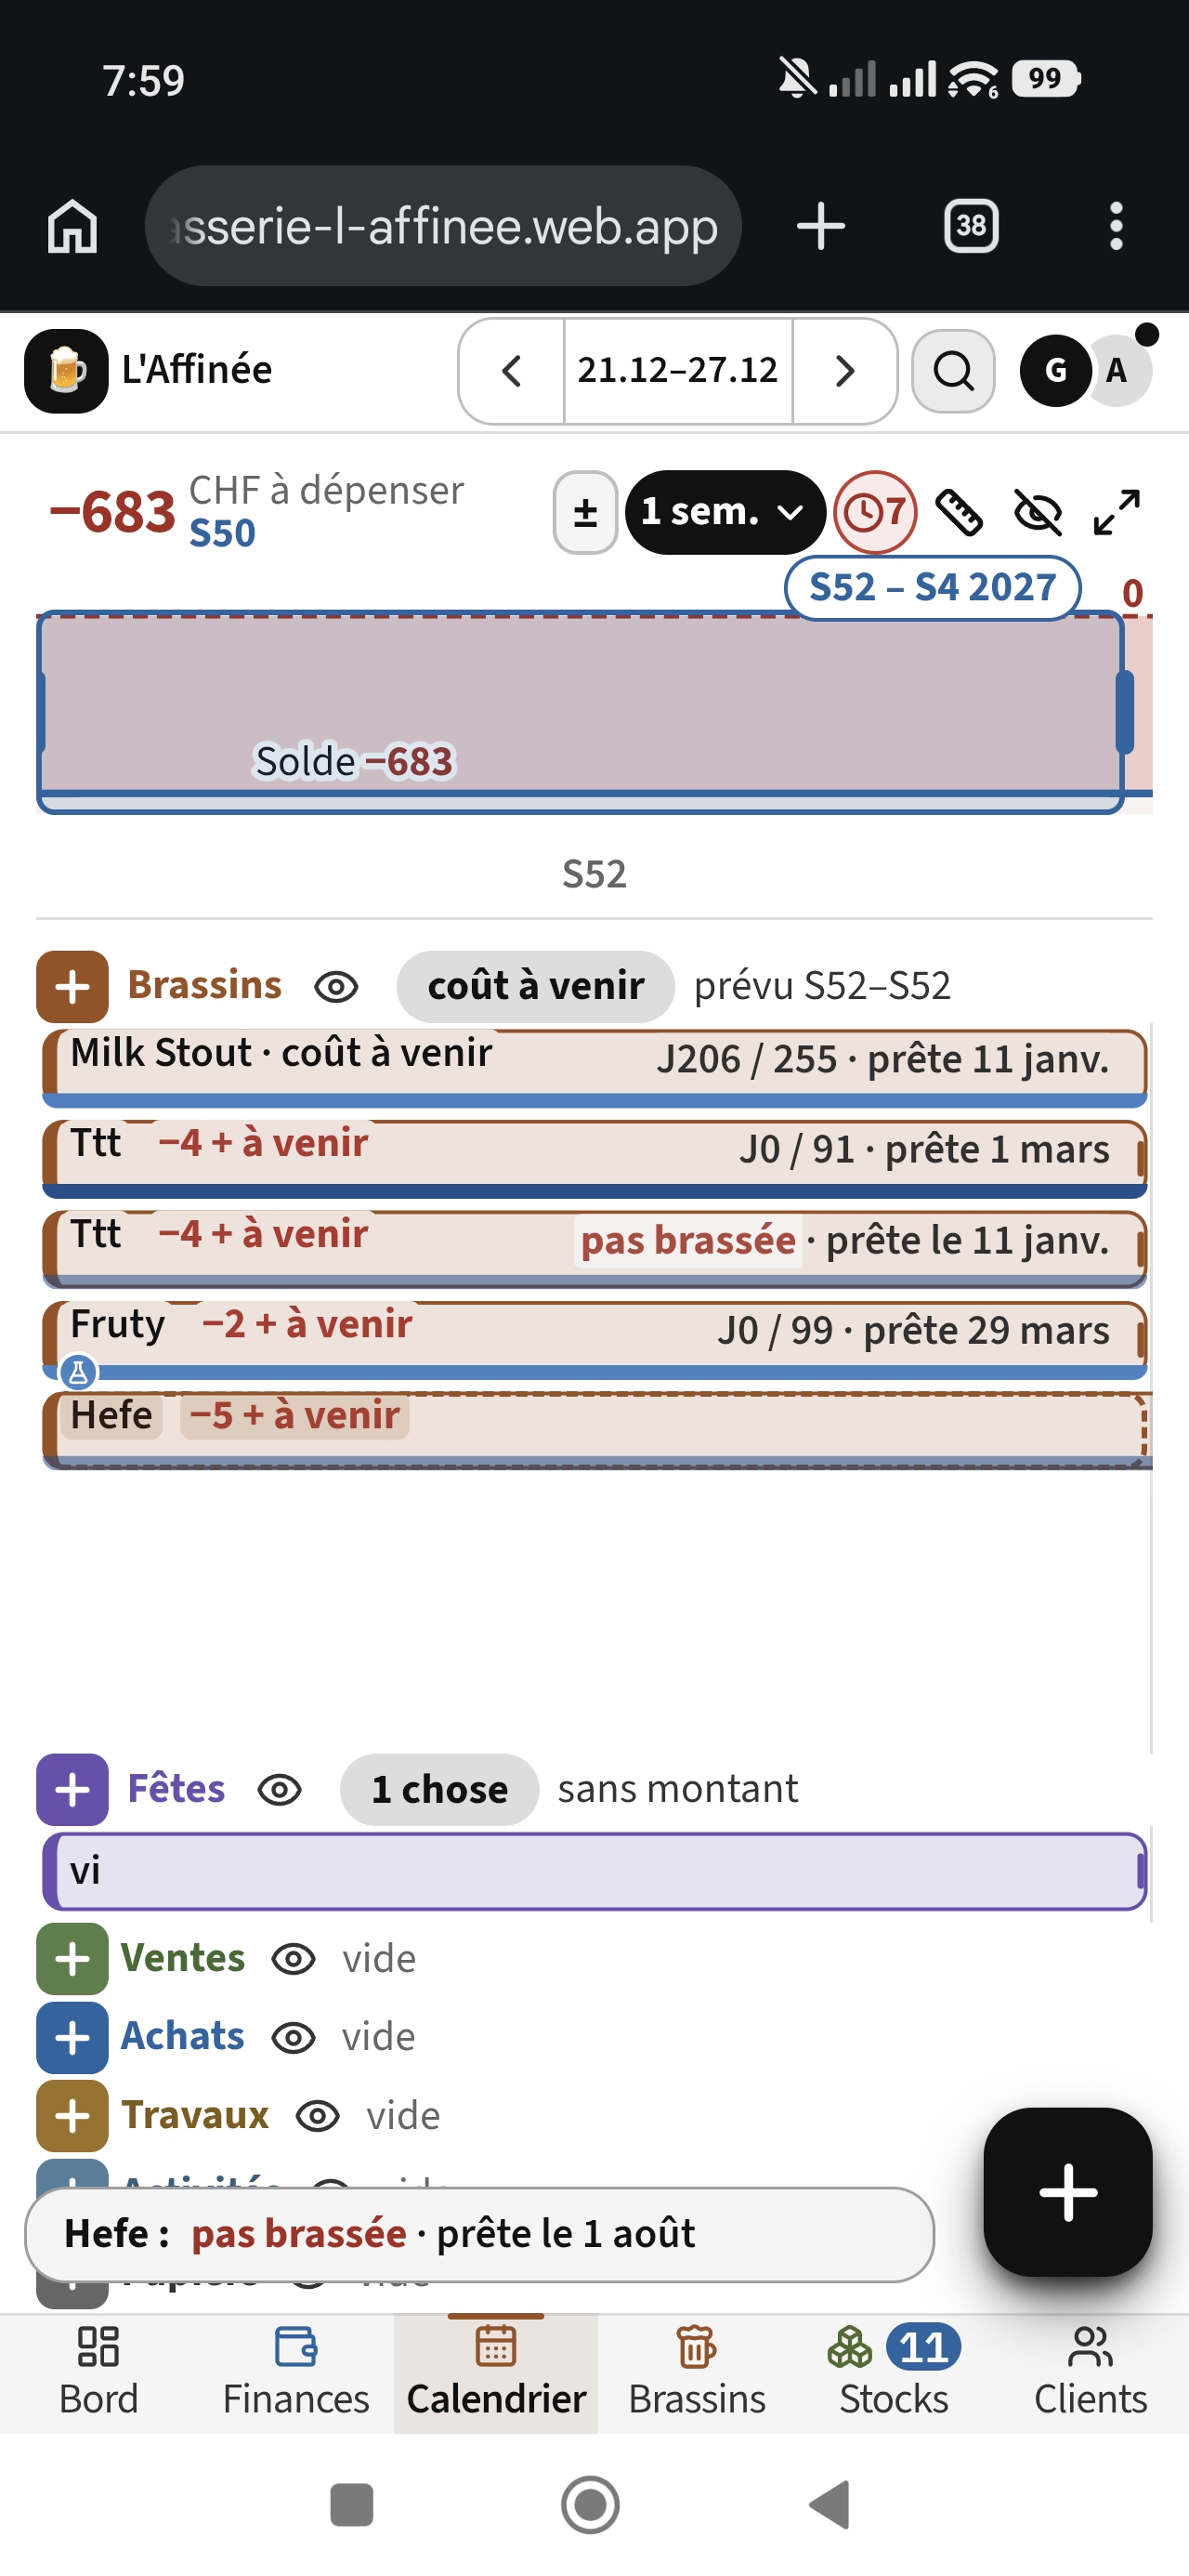 7:59
6
99
asserie-l-affinee.web.app
38
L'Affinée
21.12–27.12
G
A
−683 CHF à dépenser
S50
±
1 sem.
7
S52 – S4 2027
0
Solde −683
S52
Brassins coût à venir prévu S52–S52
Milk Stout · coût à venir J206 / 255 · prête 11 janv.
Ttt −4 + à venir J0 / 91 · prête 1 mars
Ttt −4 + à venir pas brassée · prête le 11 janv.
Fruty −2 + à venir J0 / 99 · prête 29 mars
Hefe −5 + à venir
Fêtes 1 chose sans montant
vi
Ventes vide
Achats vide
Travaux vide
Activités vide
Hefe : pas brassée · prête le 1 août
Papiers vide
Bord
Finances
Calendrier
Brassins
11
Stocks
Clients